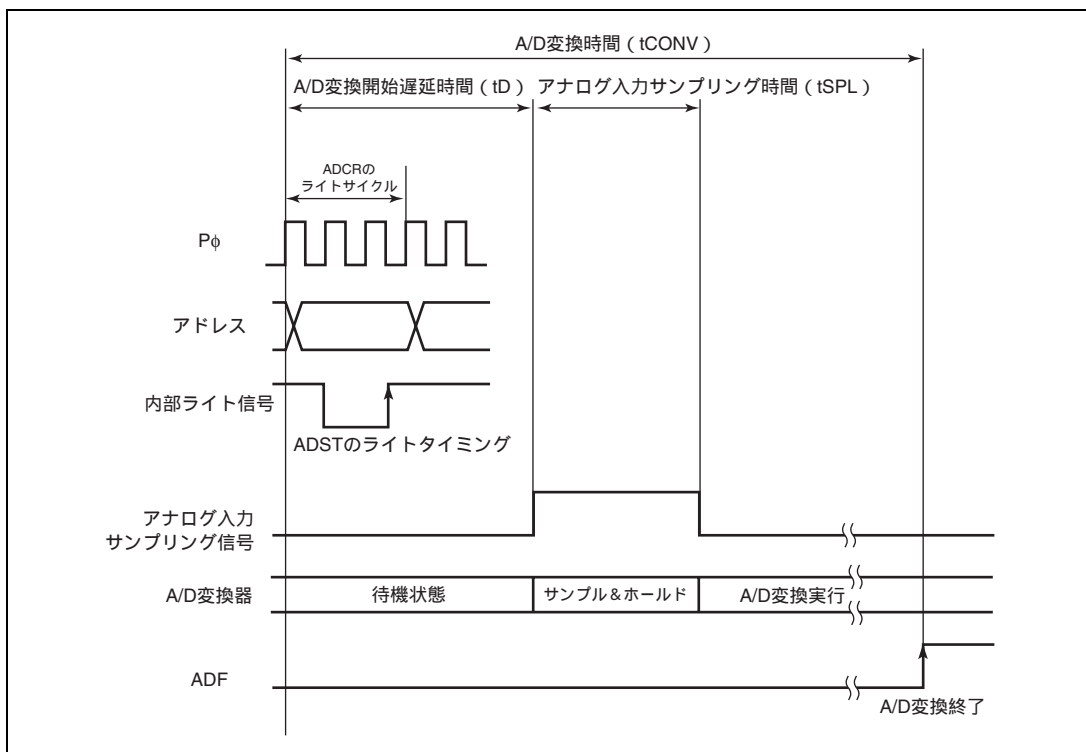 A/D変換時間（tCONV）
A/D変換開始遅延時間（tD）
アナログ入力サンプリング時間（tSPL）
ADCRの
ライトサイクル
Pφ
アドレス
内部ライト信号
ADSTのライトタイミング
アナログ入力
サンプリング信号
A/D変換器
待機状態
サンプル＆ホールド
A/D変換実行
ADF
A/D変換終了